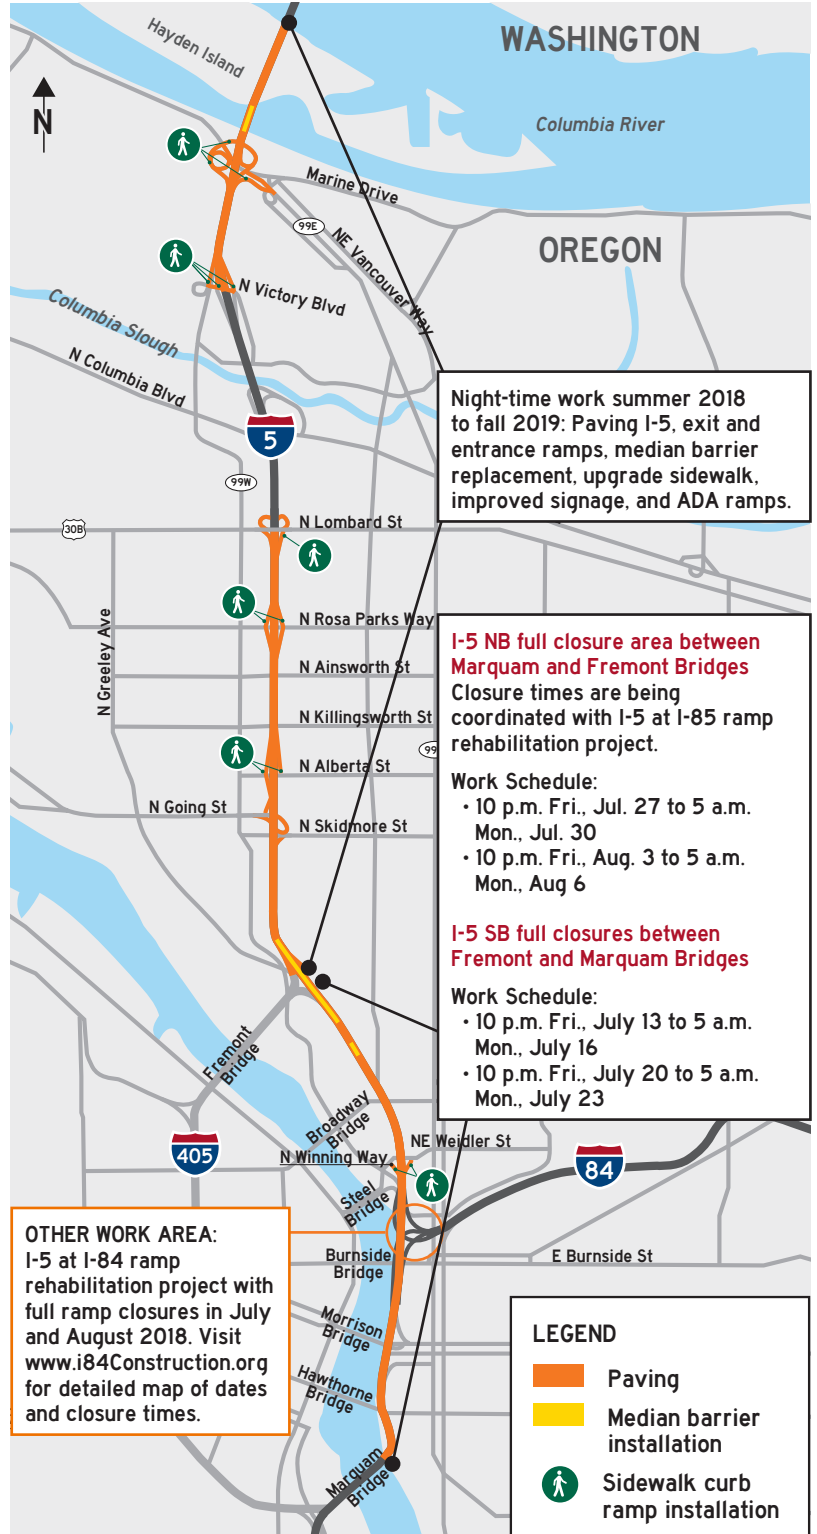 WASHINGTON
Hayden Island
N
Columbia River
Marine Drive
99E
NE Vancouver Way
OREGON
N Victory Blvd
Columbia Slough
N Columbia Blvd
Night-time work summer 2018
to fall 2019: Paving I-5, exit and
entrance ramps, median barrier
replacement, upgrade sidewalk,
improved signage, and ADA ramps.
5
99W
30B
N Lombard St
N Greeley Ave
N Rosa Parks Way
N Ainsworth St
N Killingsworth St
99
N Alberta St
N Going St
N Skidmore St
I-5 NB full closure area between
Marquam and Fremont Bridges
Closure times are being
coordinated with I-5 at I-85 ramp
rehabilitation project.
Work Schedule:
• 10 p.m. Fri., Jul. 27 to 5 a.m.
Mon., Jul. 30
• 10 p.m. Fri., Aug. 3 to 5 a.m.
Mon., Aug 6
I-5 SB full closures between
Fremont and Marquam Bridges
Work Schedule:
• 10 p.m. Fri., July 13 to 5 a.m.
Mon., July 16
• 10 p.m. Fri., July 20 to 5 a.m.
Mon., July 23
Fremont
Bridge
Broadway
Bridge
405
N Winning Way
NE Weidler St
84
Steel
Bridge
Burnside
Bridge
E Burnside St
Morrison
Bridge
Hawthorne
Bridge
Marquam
Bridge
OTHER WORK AREA:
I-5 at I-84 ramp
rehabilitation project with
full ramp closures in July
and August 2018. Visit
www.i84Construction.org
for detailed map of dates
and closure times.
LEGEND
Paving
Median barrier
installation
Sidewalk curb
ramp installation